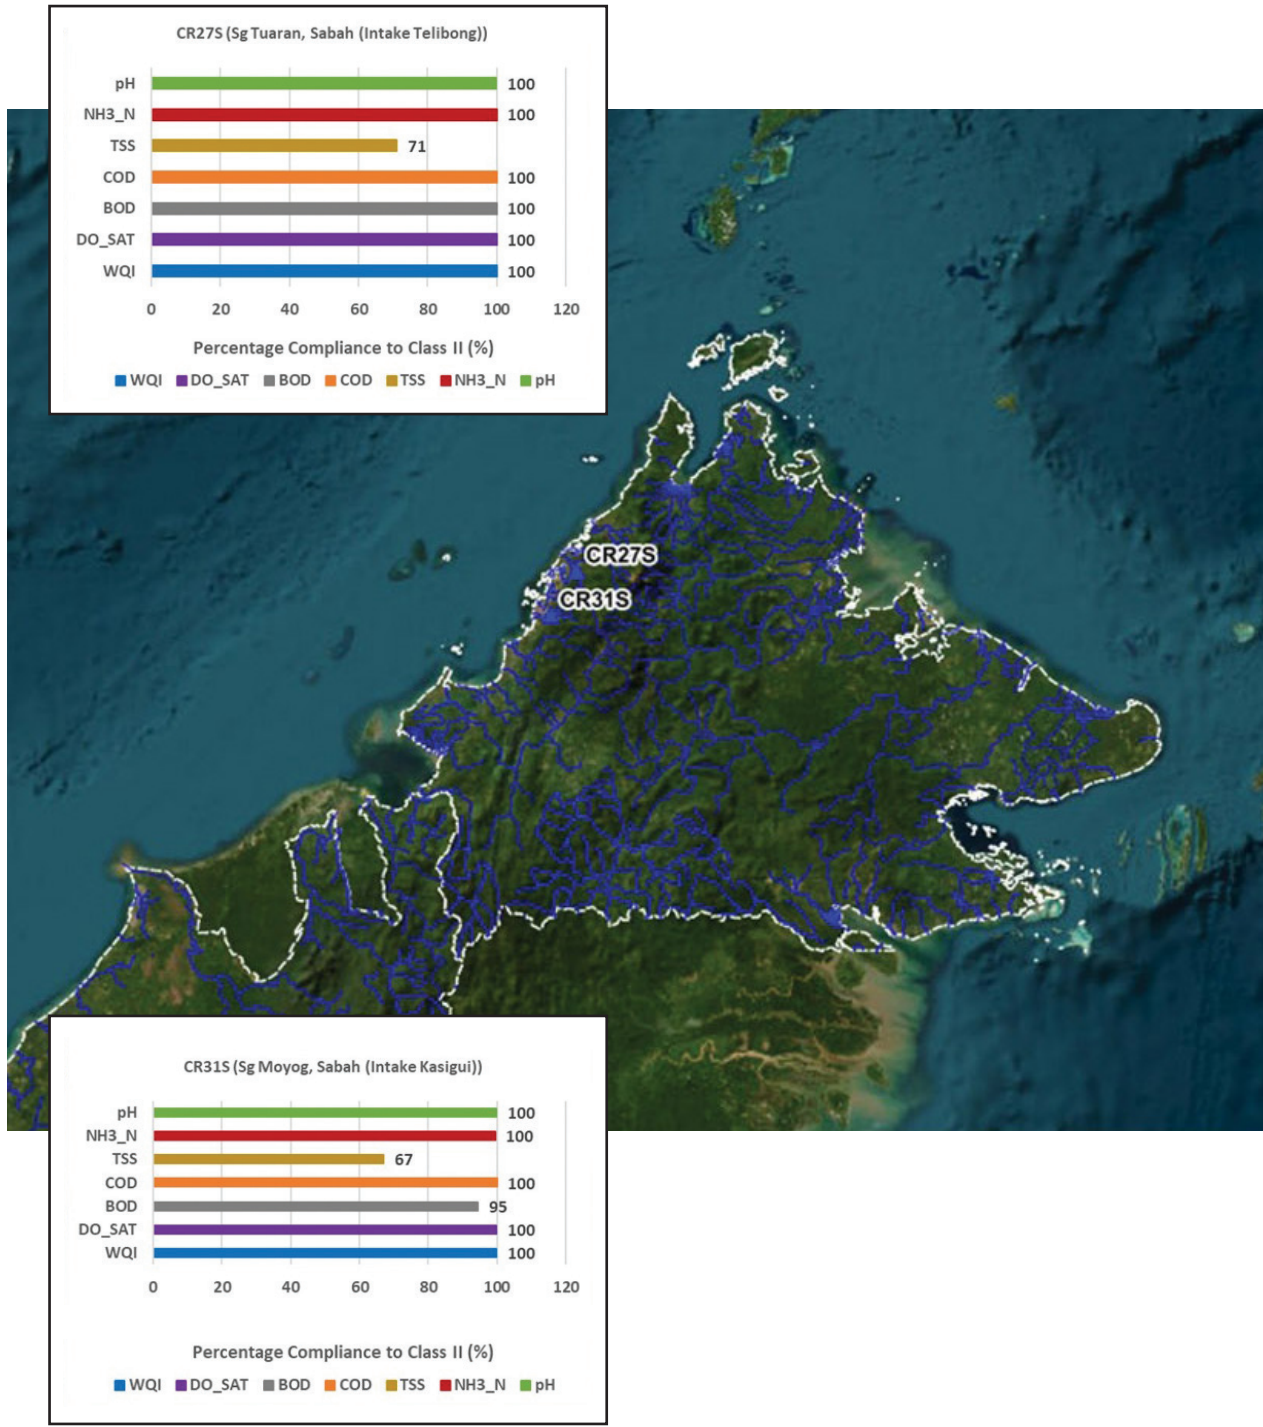 CR27S (Sg Tuaran, Sabah (Intake Telibong))
pH 100
NH3_N 100
TSS 71
COD 100
BOD 100
DO_SAT 100
WQI 100
0 20 40 60 80 100 120
Percentage Compliance to Class II (%)
WQI DO_SAT BOD COD TSS NH3_N pH
CR27S
CR31S
CR31S (Sg Moyog, Sabah (Intake Kasigui))
pH 100
NH3_N 100
TSS 67
COD 100
BOD 95
DO_SAT 100
WQI 100
0 20 40 60 80 100 120
Percentage Compliance to Class II (%)
WQI DO_SAT BOD COD TSS NH3_N pH